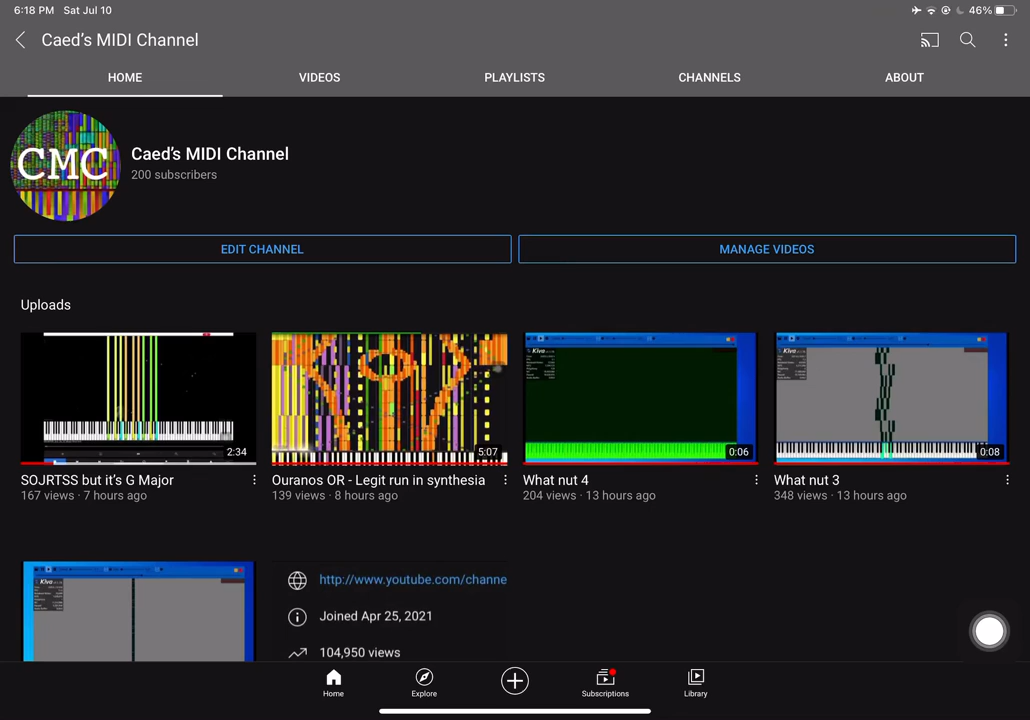 6:18 PM Sat Jul 10
46%
Caed's MIDI Channel
HOME
VIDEOS
PLAYLISTS
CHANNELS
ABOUT
CMC
Caed's MIDI Channel
200 subscribers
EDIT CHANNEL
MANAGE VIDEOS
Uploads
2:34
5:07
Kiva
0:06
Kiva
0:08
SOJRTSS but it's G Major
167 views · 7 hours ago
Ouranos OR - Legit run in synthesia
139 views · 8 hours ago
What nut 4
204 views · 13 hours ago
What nut 3
348 views · 13 hours ago
Kiva
http://www.youtube.com/channe
Joined Apr 25, 2021
104,950 views
Home
Explore
Subscriptions
Library